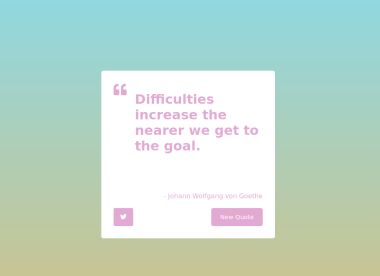 ❝ Difficulties
increase the
nearer we get to
the goal.
- Johann Wolfgang von Goethe
New Quote